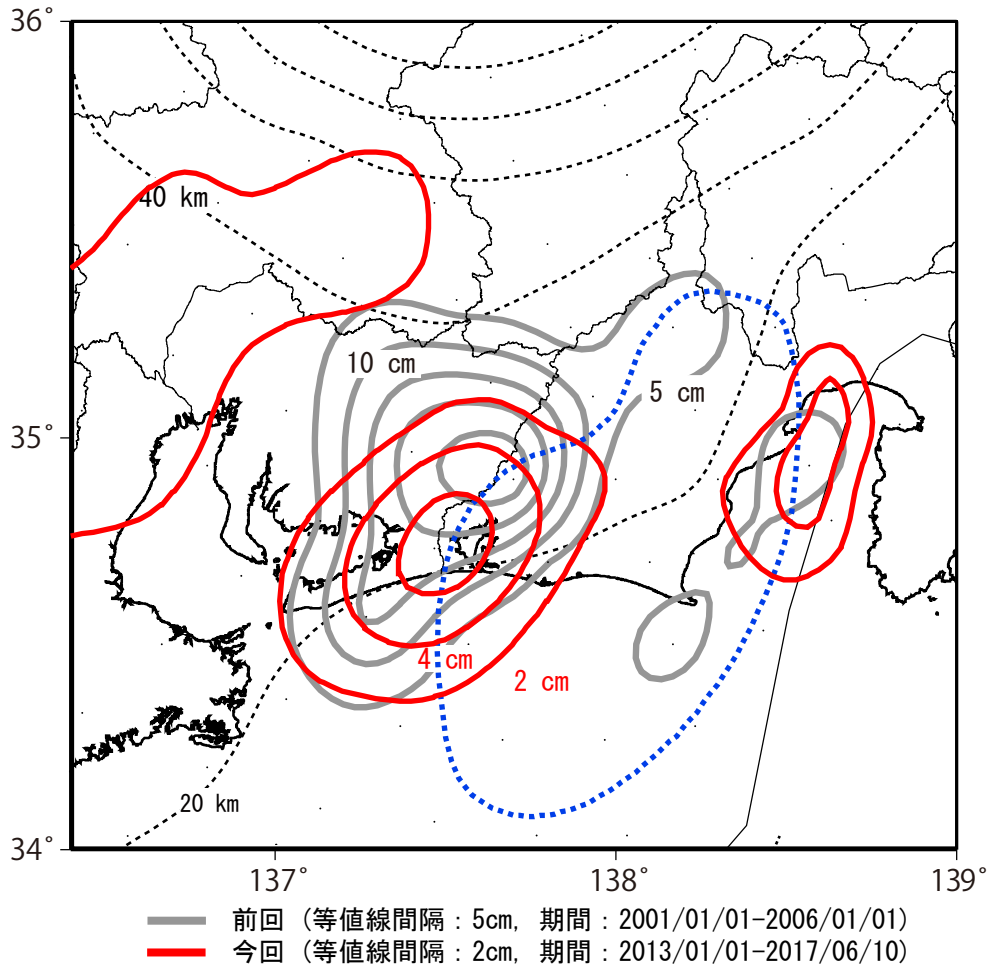 36°
40 km
10 cm
5 cm
35°
4 cm
2 cm
20 km
34°
137°
138°
139°
前回 (等値線間隔：5cm, 期間：2001/01/01-2006/01/01)
今回 (等値線間隔：2cm, 期間：2013/01/01-2017/06/10)